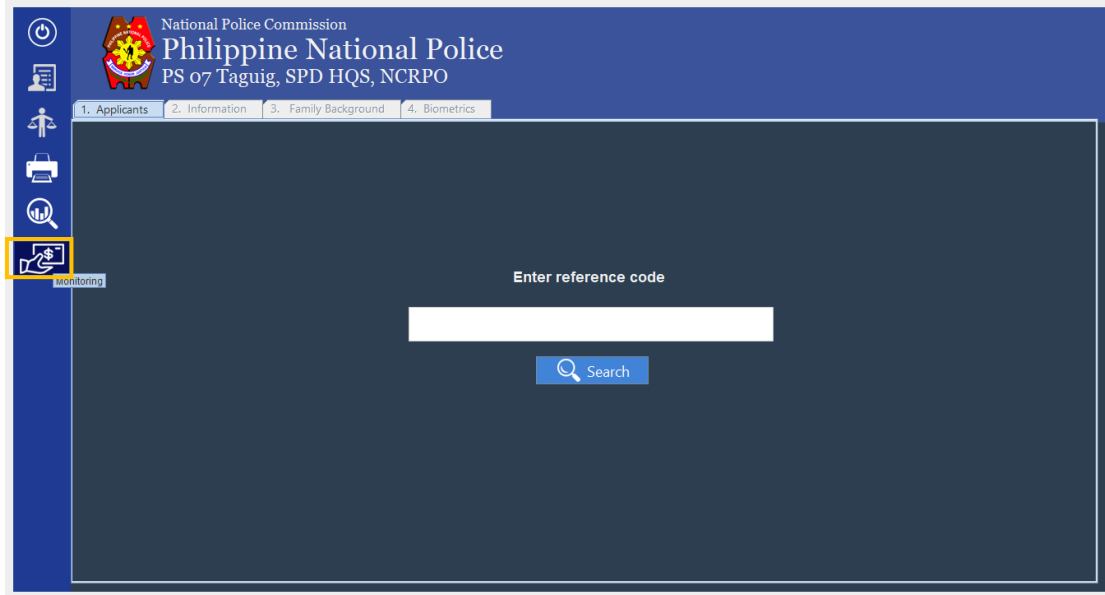 National Police Commission
Philippine National Police
PS 07 Taguig, SPD HQS, NCRPO
1. Applicants
2. Information
3. Family Background
4. Biometrics
Monitoring
Enter reference code
Search